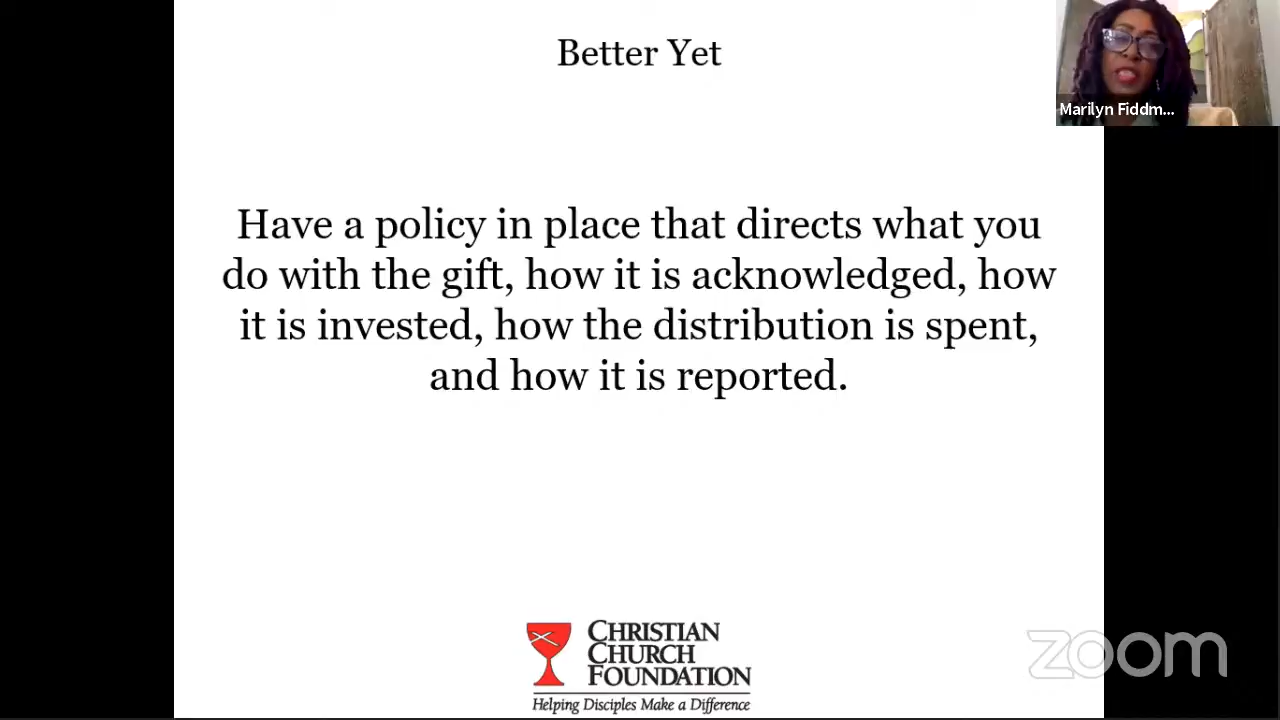 Better Yet
Marilyn Fiddm...
Have a policy in place that directs what you
do with the gift, how it is acknowledged, how
it is invested, how the distribution is spent,
and how it is reported.
CHRISTIAN
CHURCH
FOUNDATION
Helping Disciples Make a Difference
zoom